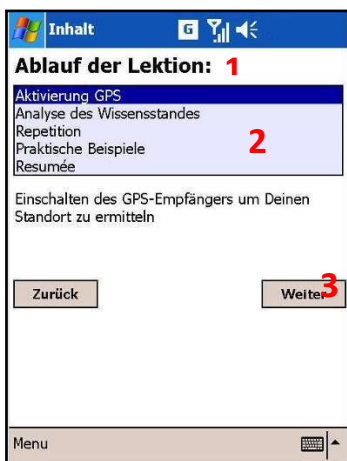 Inhalt
G
Ablauf der Lektion: 1
Aktivierung GPS
Analyse des Wissensstandes
Repetition
Praktische Beispiele
Resumée
2
Einschalten des GPS-Empfängers um Deinen
Standort zu ermitteln
Zurück
Weiter
3
Menu